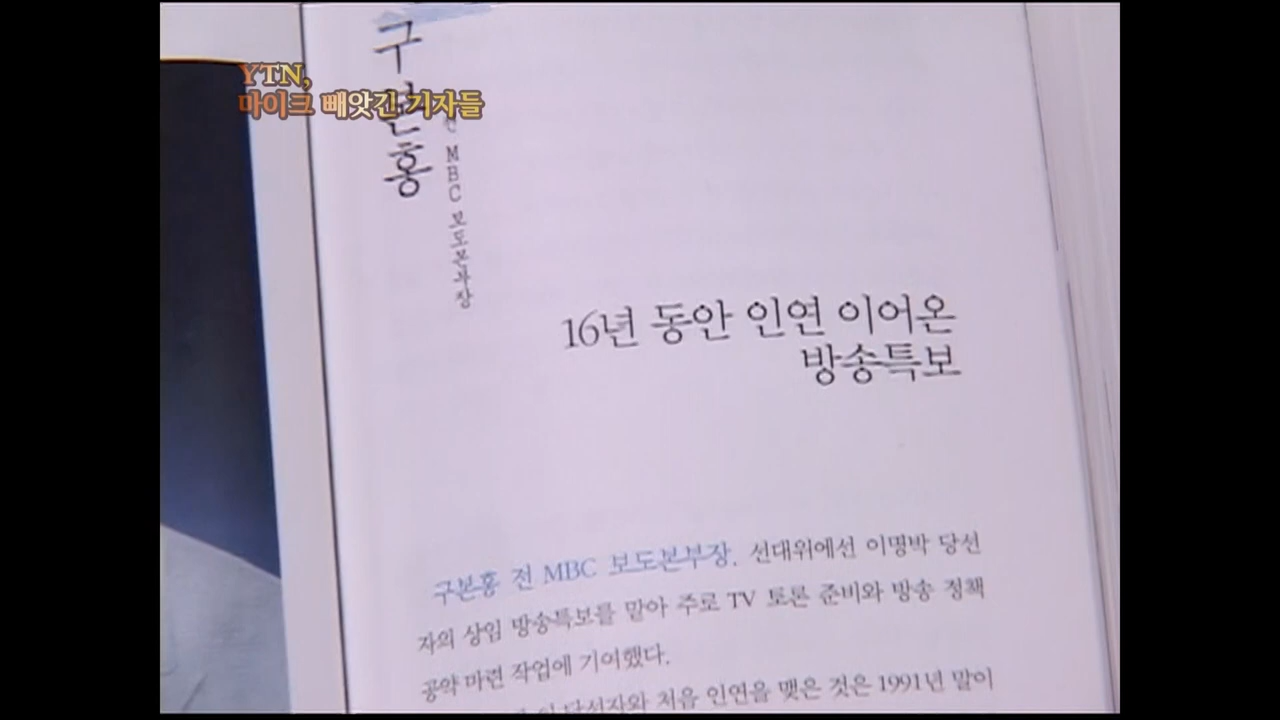 YTN,
마이크 빼앗긴 기자들
구본홍
전 MBC 보도본부장
16년 동안 인연 이어온
방송특보
구본홍 전 MBC 보도본부장. 선대위에선 이명박 당선
자의 상임 방송특보를 맡아 주로 TV 토론 준비와 방송 정책
공약 마련 작업에 기여했다.
당선자와 처음 인연을 맺은 것은 1991년 말이